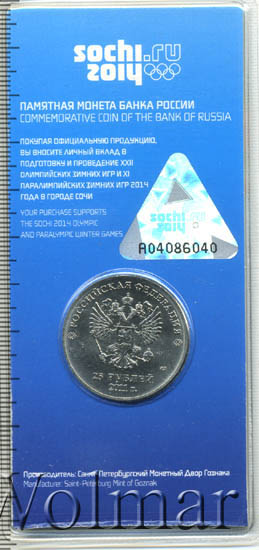 sochi.ru
2014
ПАМЯТНАЯ МОНЕТА БАНКА РОССИИ
COMMEMORATIVE COIN OF THE BANK OF RUSSIA
ПОКУПАЯ ОФИЦИАЛЬНУЮ ПРОДУКЦИЮ,
ВЫ ВНОСИТЕ ЛИЧНЫЙ ВКЛАД В
ПОДГОТОВКУ И ПРОВЕДЕНИЕ XXII
ОЛИМПИЙСКИХ ЗИМНИХ ИГР И XI
ПАРАЛИМПИЙСКИХ ЗИМНИХ ИГР 2014
ГОДА В ГОРОДЕ СОЧИ
YOUR PURCHASE SUPPORTS
THE SOCHI 2014 OLYMPIC
AND PARALYMPIC WINTER GAMES
sochi.ru
2014
A04086040
РОССИЙСКАЯ ФЕДЕРАЦИЯ
25 РУБЛЕЙ
2011 г.
Производитель: Санкт Петербургский Монетный Двор Гознака
Manufacturer: Saint-Petersburg Mint of Goznak
Wolmar